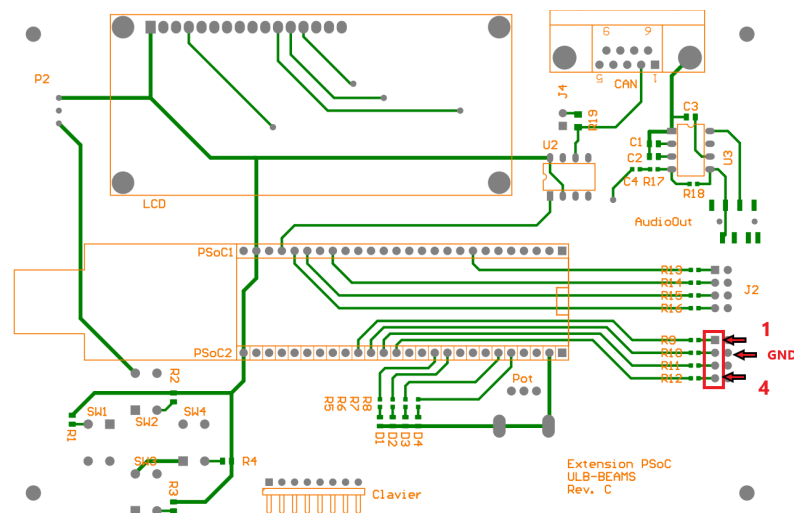 P2
LCD
J4
5
6
9
5
1
CAN
R19
U2
C3
C1
C2
C4
R17
U3
R18
AudioOut
PSoC1
PSoC2
R13
R14
R15
R16
J2
R9
R10
R11
R12
1
GND
4
R2
SW1
SW2
SW4
R1
SW3
R4
R3
R5
R6
R7
R8
D1
D2
D3
D4
Pot
Clavier
Extension PSoC
ULB-BEAMS
Rev. C